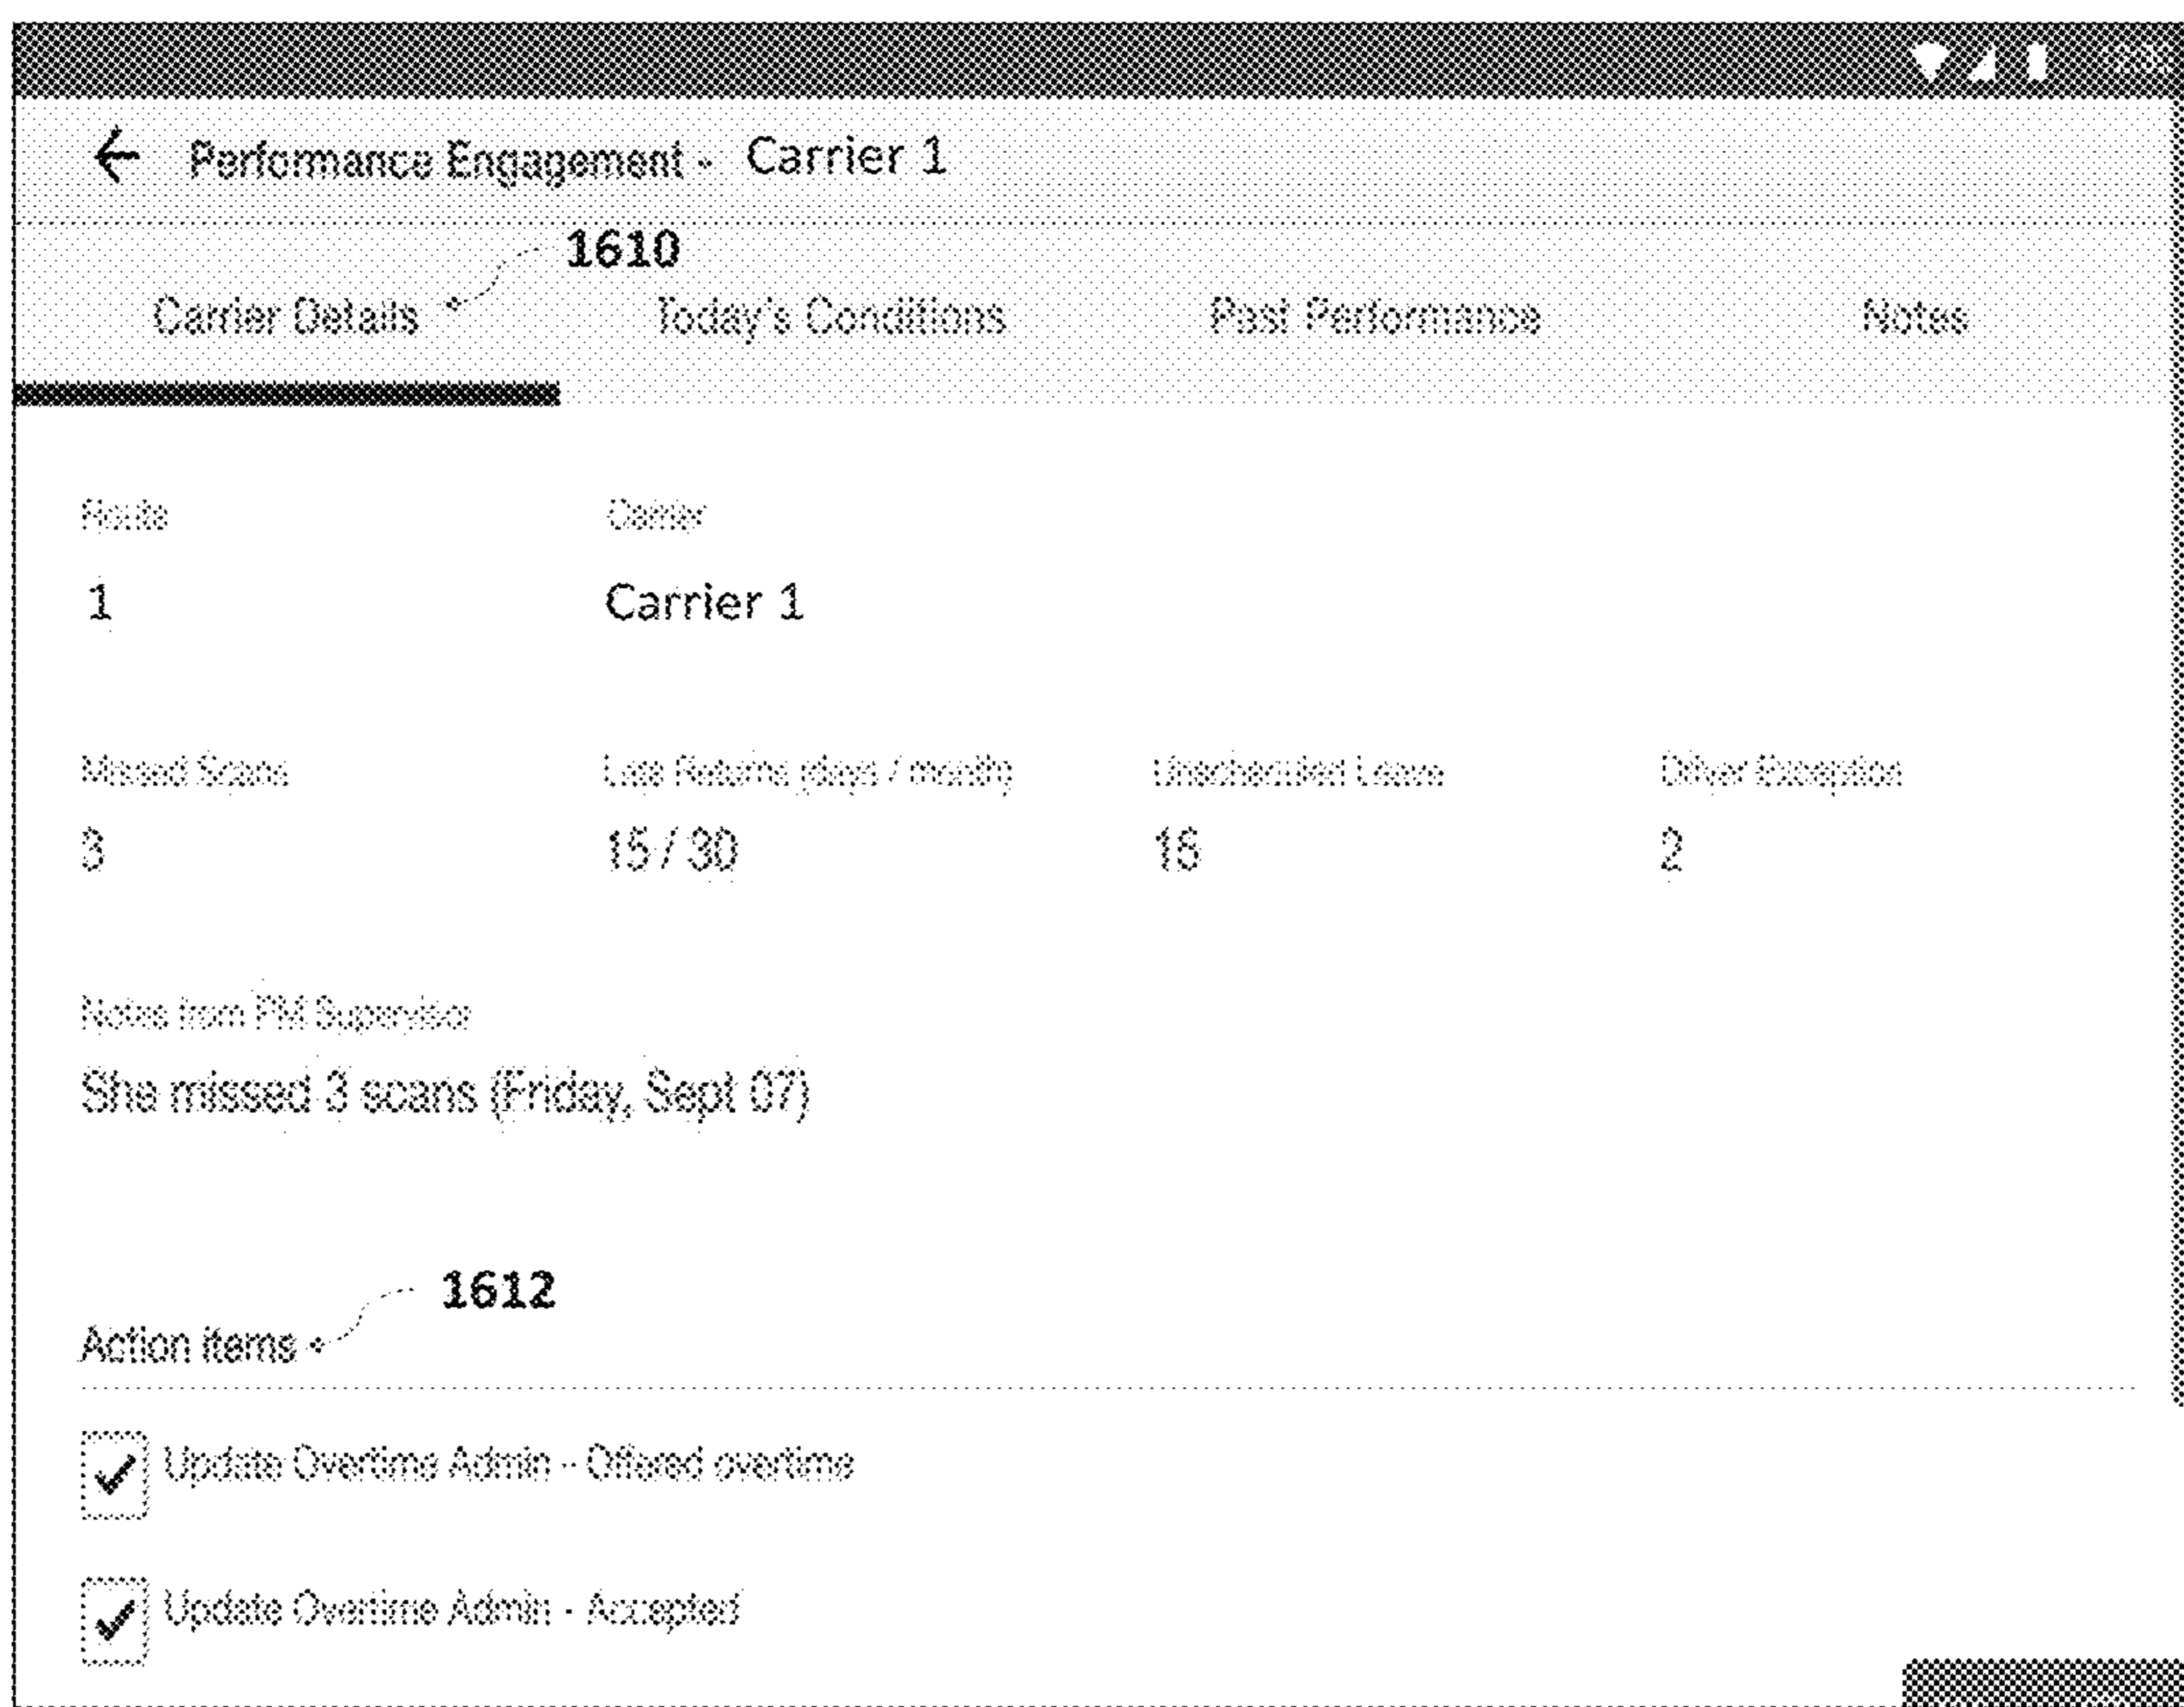 Performance Engagement - Carrier 1
1610
Carrier Details Today's Conditions Past Performance Notes
Route Carrier
1 Carrier 1
Missed Scans Late Returns (days / month) Unscheduled Leave Driver Exception
3 15 / 30 16 2
Notes from PM Supervisor
She missed 3 scans (Friday, Sept 07)
1612
Action items
Update Overtime Admin - Offered overtime
Update Overtime Admin - Accepted